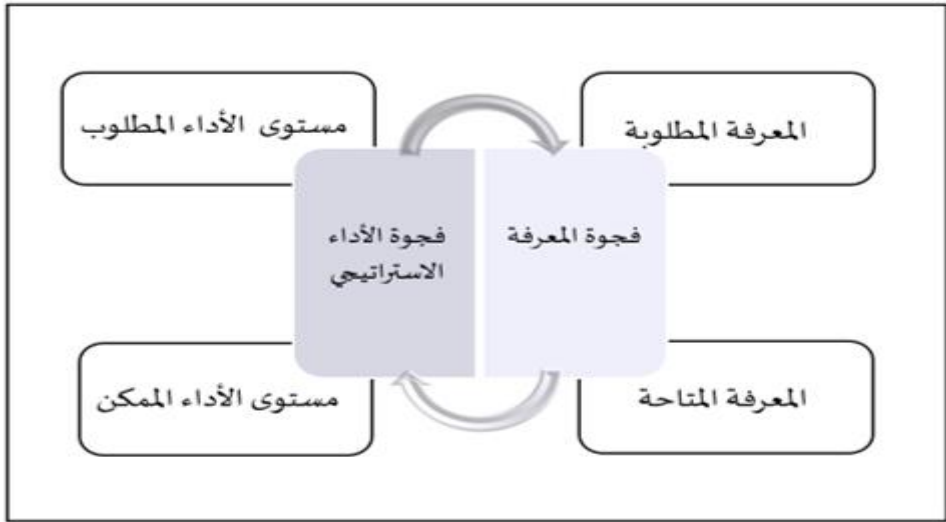 المعرفة المطلوبة
مستوى الأداء المطلوب
فجوة المعرفة
فجوة الأداء
الاستراتيجي
المعرفة المتاحة
مستوى الأداء الممكن